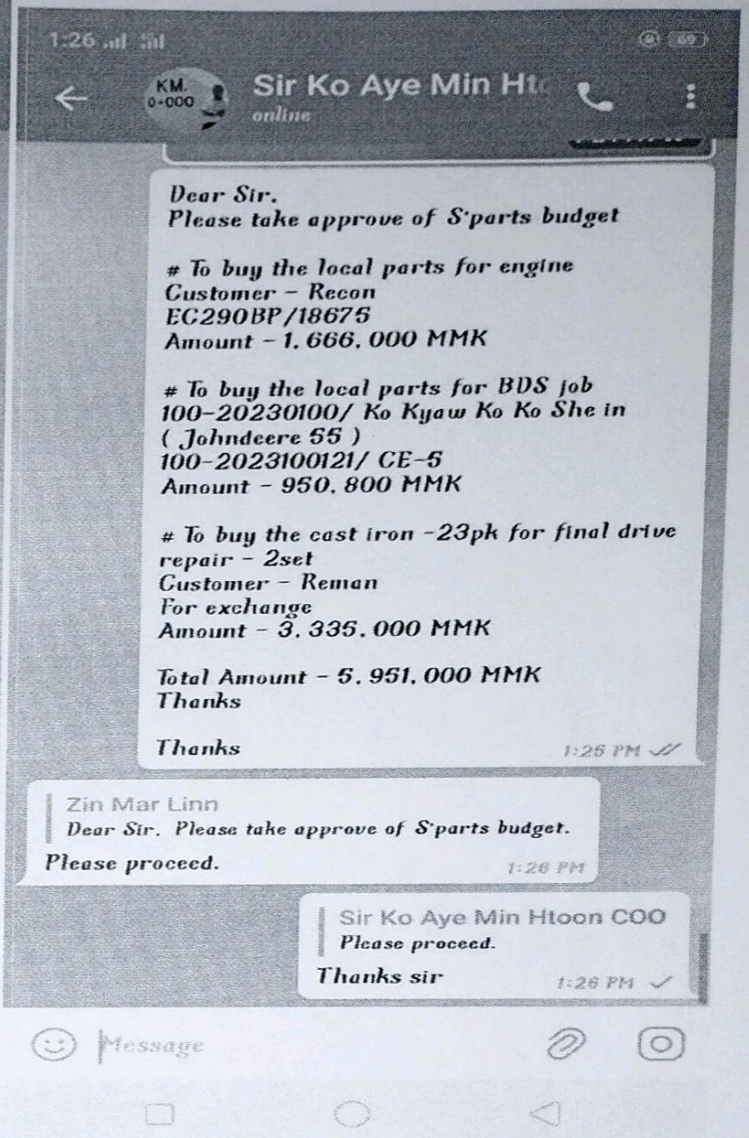 1:26
69
KM.
0+000
Sir Ko Aye Min Hto
online
Dear Sir.
Please take approve of S'parts budget
# To buy the local parts for engine
Customer - Recon
EC290BP/18675
Amount - 1,666,000 MMK
# To buy the local parts for BDS job
100-20230100/ Ko Kyaw Ko Ko She in
( Johndeere 55 )
100-2023100121/ CE-5
Amount - 950,800 MMK
# To buy the cast iron -23pk for final drive
repair - 2set
Customer - Reman
For exchange
Amount - 3,335,000 MMK
Total Amount - 5,951,000 MMK
Thanks
Thanks
1:25 PM
Zin Mar Linn
Dear Sir. Please take approve of S'parts budget.
Please proceed.
1:26 PM
Sir Ko Aye Min Htoon COO
Please proceed.
Thanks sir
1:26 PM
Message